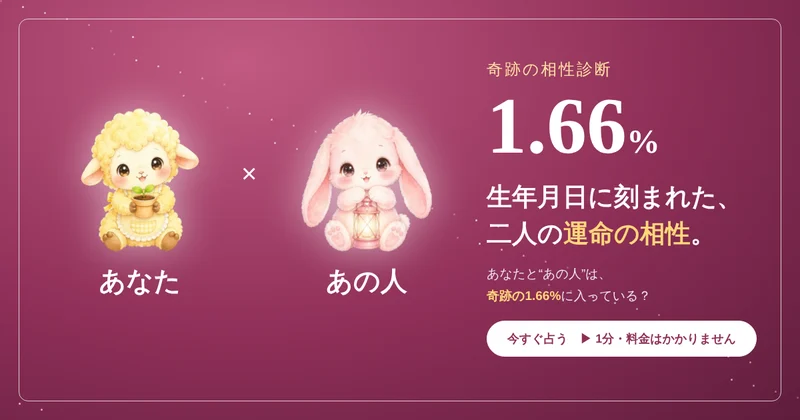 あなた
×
あの人
奇跡の相性診断
1.66%
生年月日に刻まれた、
二人の運命の相性。
あなたと“あの人”は、
奇跡の1.66%に入っている？
今すぐ占う ▶ 1分・料金はかかりません